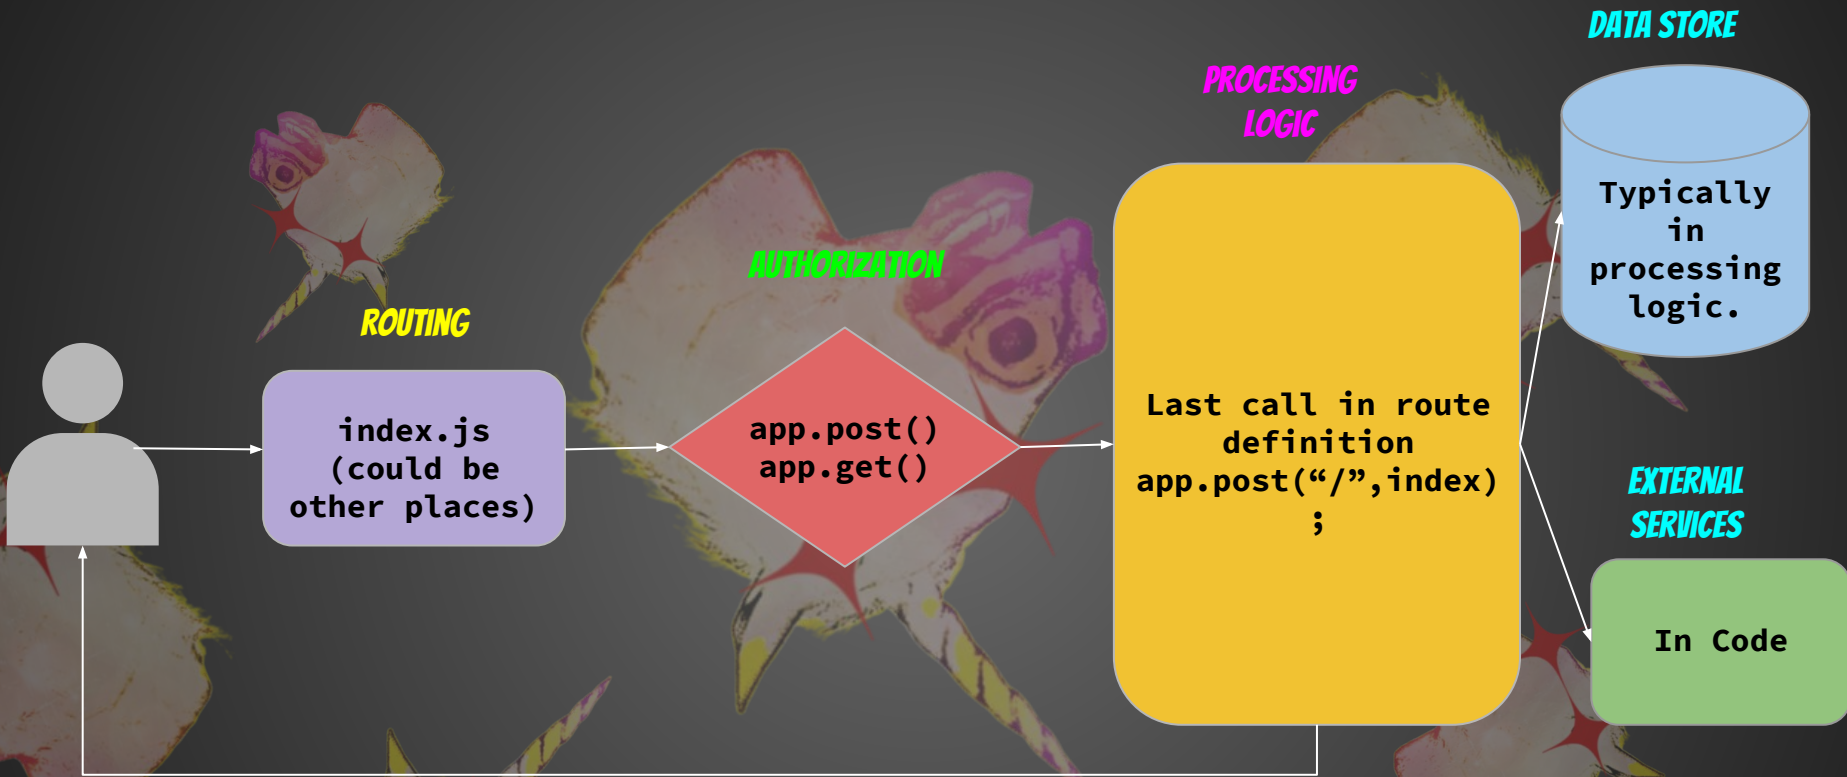 DATA STORE
PROCESSING
LOGIC
Typically
in
processing
logic.
AUTHORIZATION
ROUTING
index.js
(could be
other places)
app.post()
app.get()
Last call in route
definition
app.post(“/”,index)
;
EXTERNAL
SERVICES
In Code